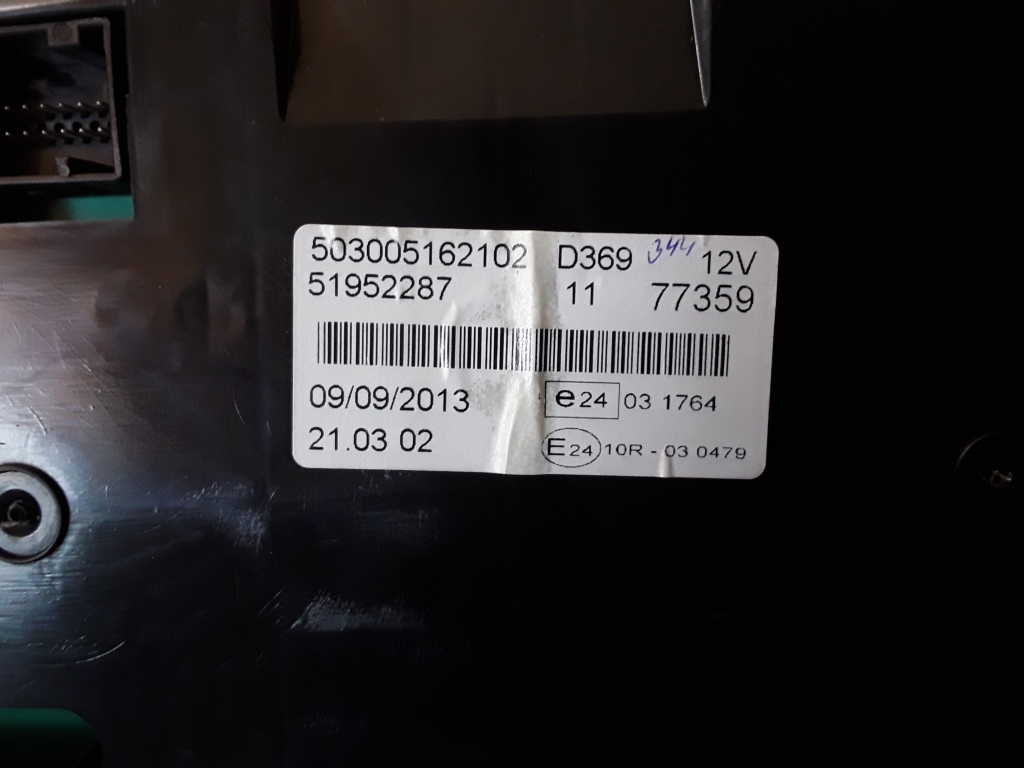 503005162102 D369 344 12V
51952287 11 77359
09/09/2013 e24 03 1764
21.03 02 E24 10R - 03 0479